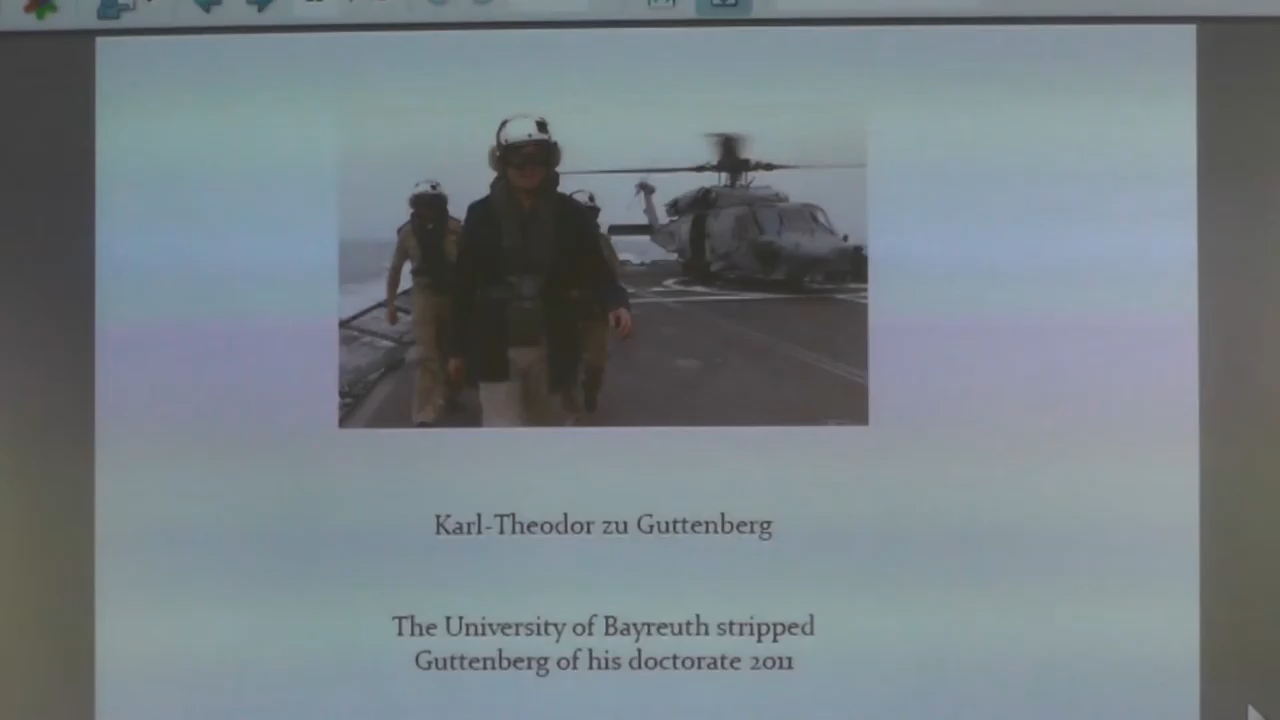 Karl-Theodor zu Guttenberg
The University of Bayreuth stripped
Guttenberg of his doctorate 2011